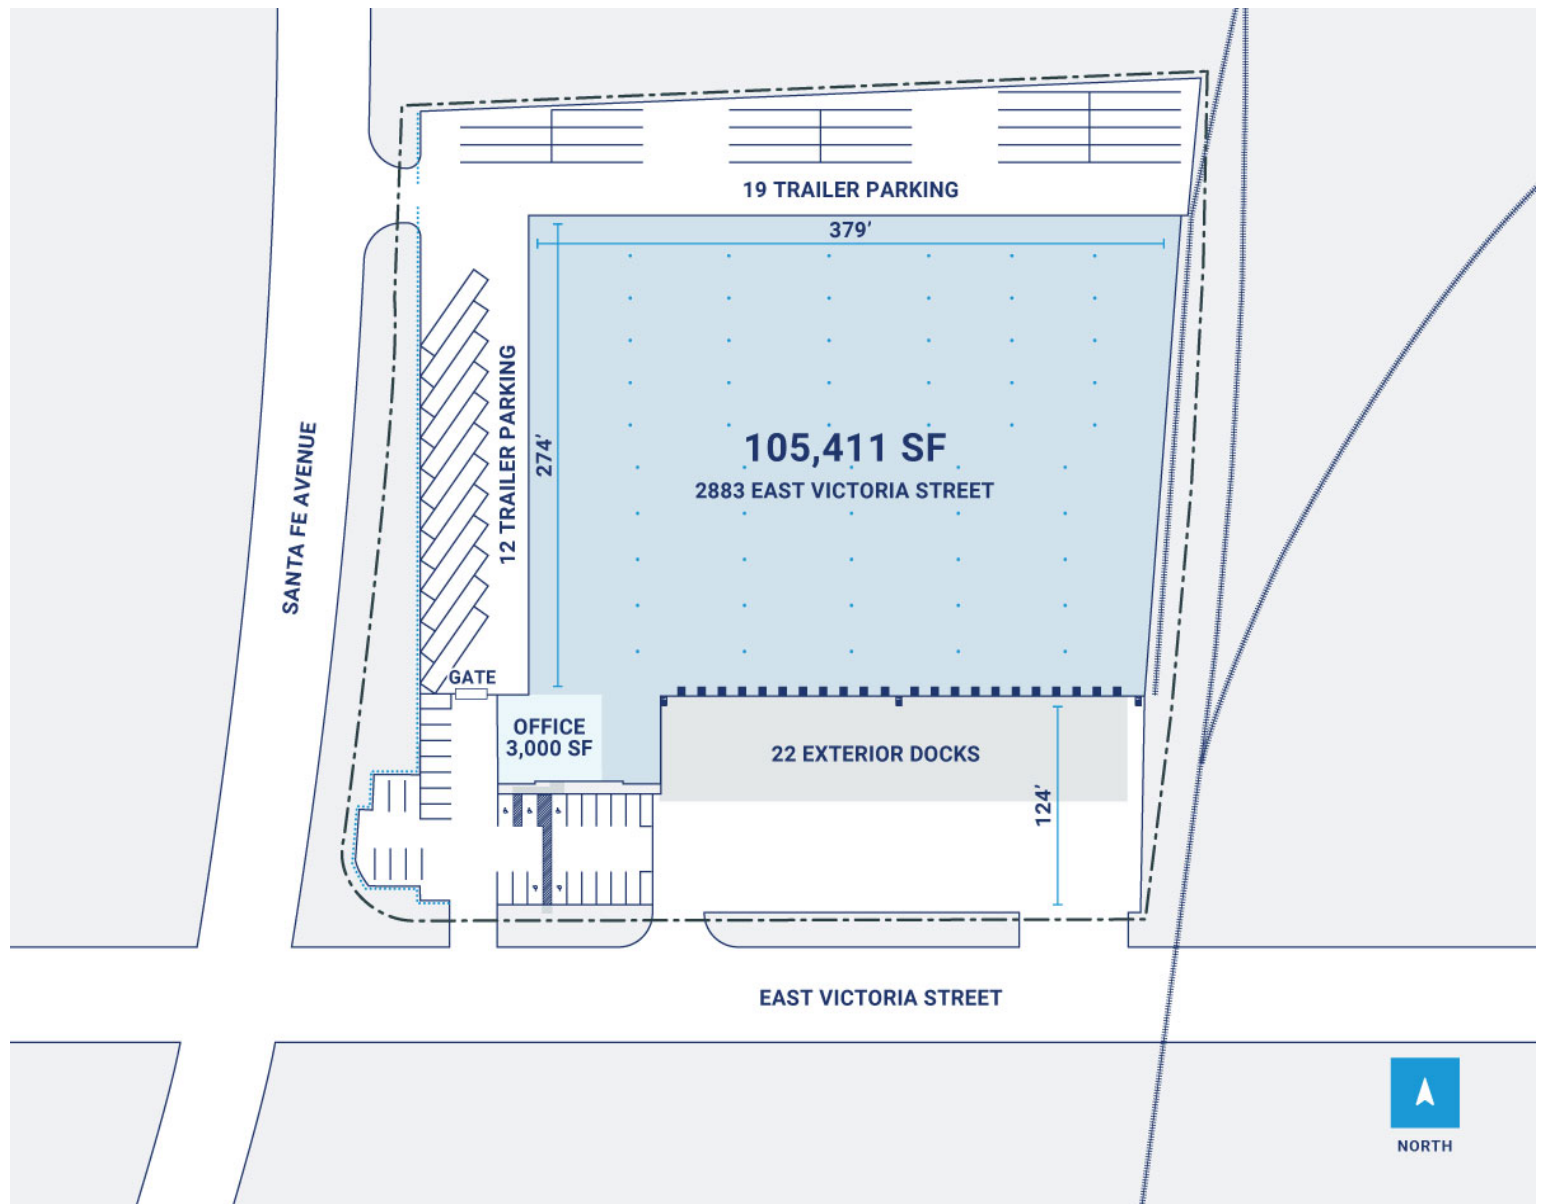 19 TRAILER PARKING
379’
12 TRAILER PARKING
274’
105,411 SF
2883 EAST VICTORIA STREET
SANTA FE AVENUE
GATE
OFFICE
3,000 SF
22 EXTERIOR DOCKS
124’
EAST VICTORIA STREET
NORTH